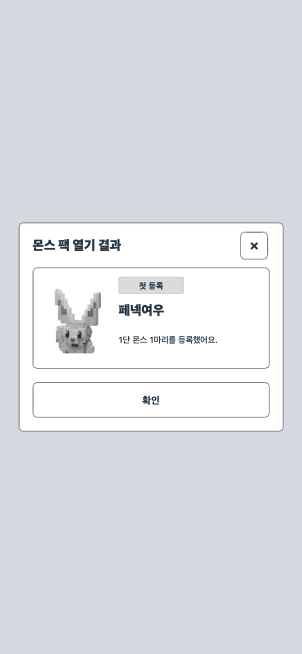 몬스 팩 열기 결과
×
첫 등록
페넥여우
1단 몬스 1마리를 등록했어요.
확인